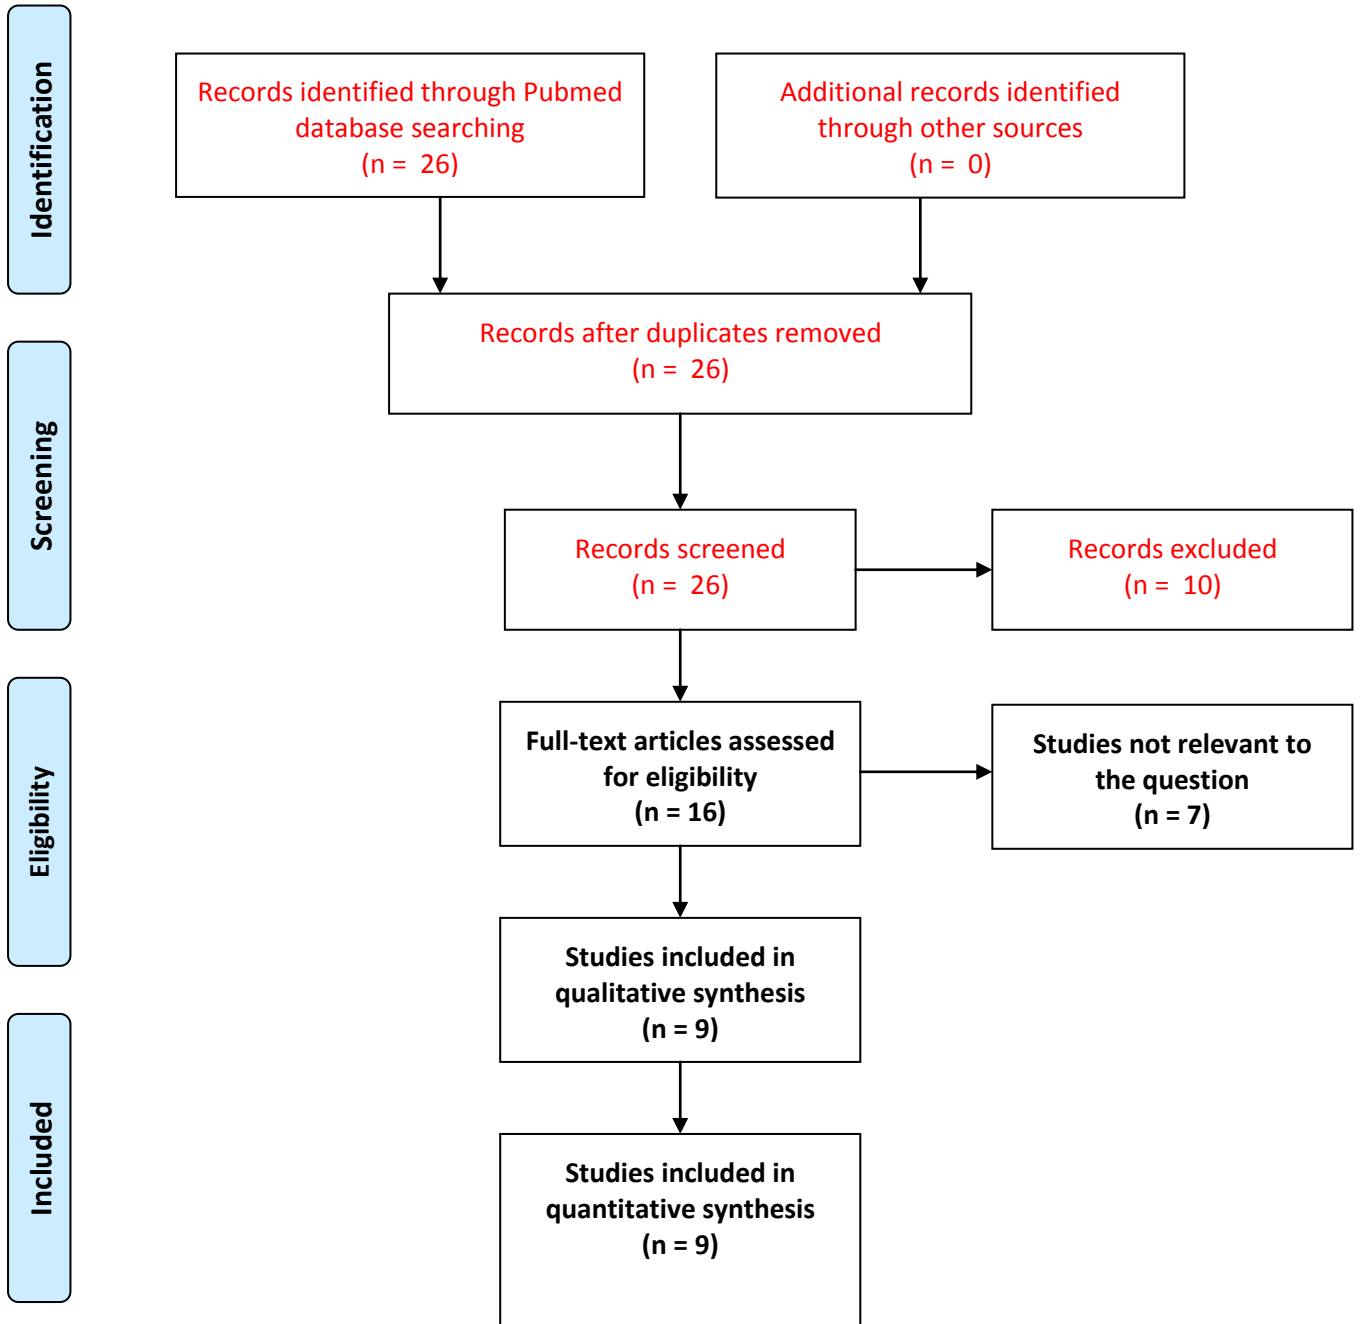 Identification
Records identified through Pubmed
database searching
(n = 26)
Additional records identified
through other sources
(n = 0)
Records after duplicates removed
(n = 26)
Screening
Records screened
(n = 26)
Records excluded
(n = 10)
Eligibility
Full-text articles assessed
for eligibility
(n = 16)
Studies not relevant to
the question
(n = 7)
Studies included in
qualitative synthesis
(n = 9)
Included
Studies included in
quantitative synthesis
(n = 9)